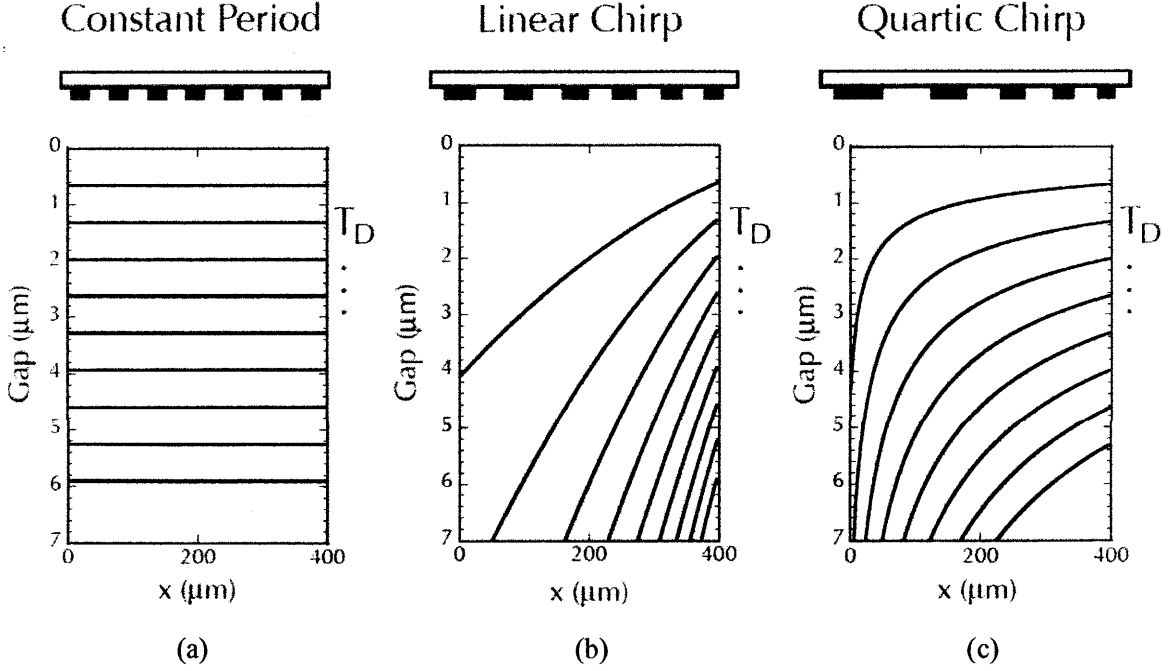 Constant Period
Linear Chirp
Quartic Chirp
0
1
2
3
4
5
6
7
Gap (μm)
0 200 400
x (μm)
T_D
(a)
0
1
2
3
4
5
6
7
Gap (μm)
0 200 400
x (μm)
T_D
(b)
0
1
2
3
4
5
6
7
Gap (μm)
0 200 400
x (μm)
T_D
(c)